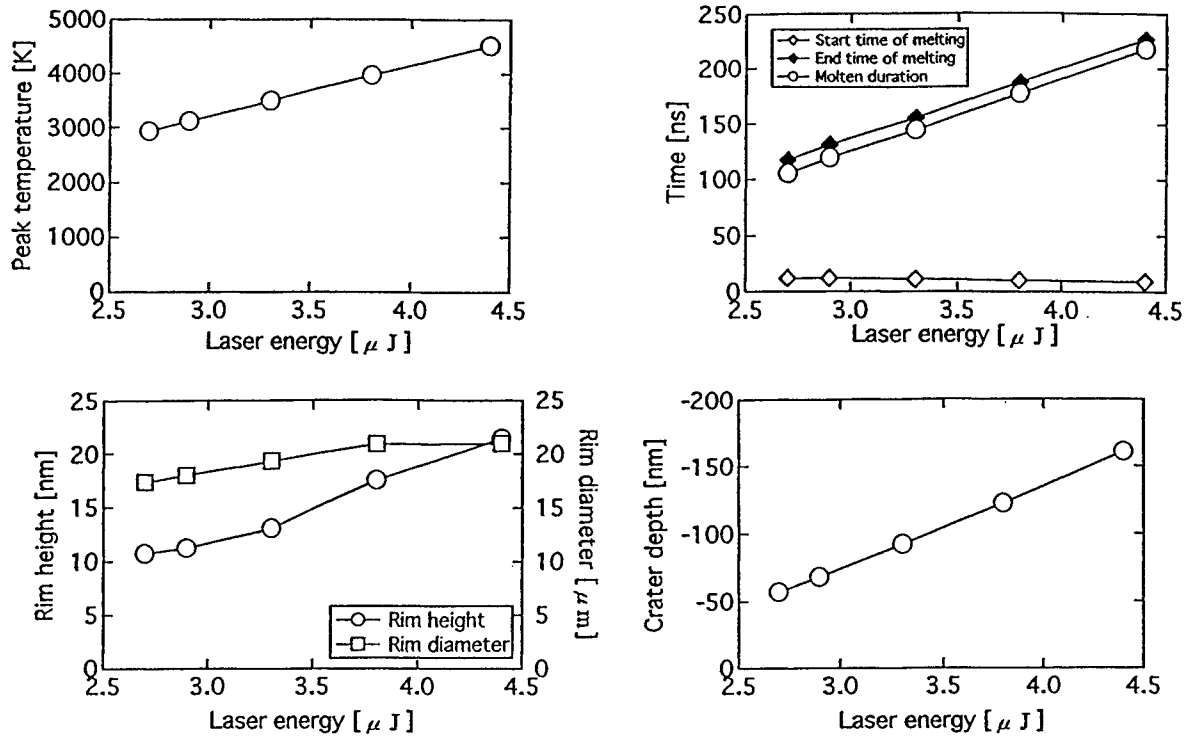 5000
4000
3000
2000
1000
0
Peak temperature [K]
2.5 3.0 3.5 4.0 4.5
Laser energy [ μ J]
250
200
150
100
50
0
Time [ns]
Start time of melting
End time of melting
Molten duration
2.5 3.0 3.5 4.0 4.5
Laser energy [ μ J]
25
20
15
10
5
0
Rim height [nm]
25
20
15
10
5
0
Rim diameter [ μ m]
Rim height
Rim diameter
2.5 3.0 3.5 4.0 4.5
Laser energy [ μ J]
-200
-150
-100
-50
0
Crater depth [nm]
2.5 3.0 3.5 4.0 4.5
Laser energy [ μ J]